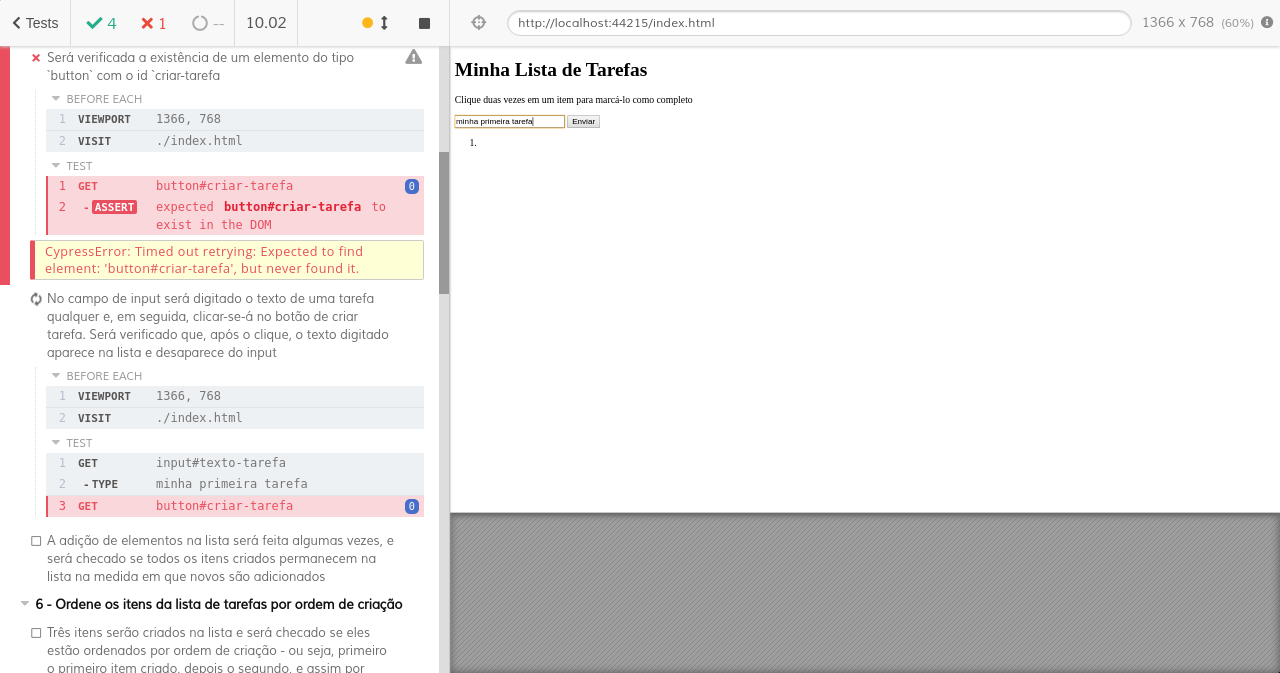 Tests 4 1 -- 10.02 http://localhost:44215/index.html 1366 x 768 (60%)
Será verificada a existência de um elemento do tipo
`button` com o id `criar-tarefa
BEFORE EACH
1 VIEWPORT 1366, 768
2 VISIT ./index.html
TEST
1 GET button#criar-tarefa 0
2 - ASSERT expected button#criar-tarefa to
exist in the DOM
CypressError: Timed out retrying: Expected to find
element: 'button#criar-tarefa', but never found it.
No campo de input será digitado o texto de uma tarefa
qualquer e, em seguida, clicar-se-á no botão de criar
tarefa. Será verificado que, após o clique, o texto digitado
aparece na lista e desaparece do input
BEFORE EACH
1 VIEWPORT 1366, 768
2 VISIT ./index.html
TEST
1 GET input#texto-tarefa
2 - TYPE minha primeira tarefa
3 GET button#criar-tarefa 0
A adição de elementos na lista será feita algumas vezes, e
será checado se todos os itens criados permanecem na
lista na medida em que novos são adicionados
6 - Ordene os itens da lista de tarefas por ordem de criação
Três itens serão criados na lista e será checado se eles
estão ordenados por ordem de criação - ou seja, primeiro
o primeiro item criado, depois o segundo, e assim por
Minha Lista de Tarefas
Clique duas vezes em um item para marcá-lo como completo
minha primeira tarefa Enviar
1.